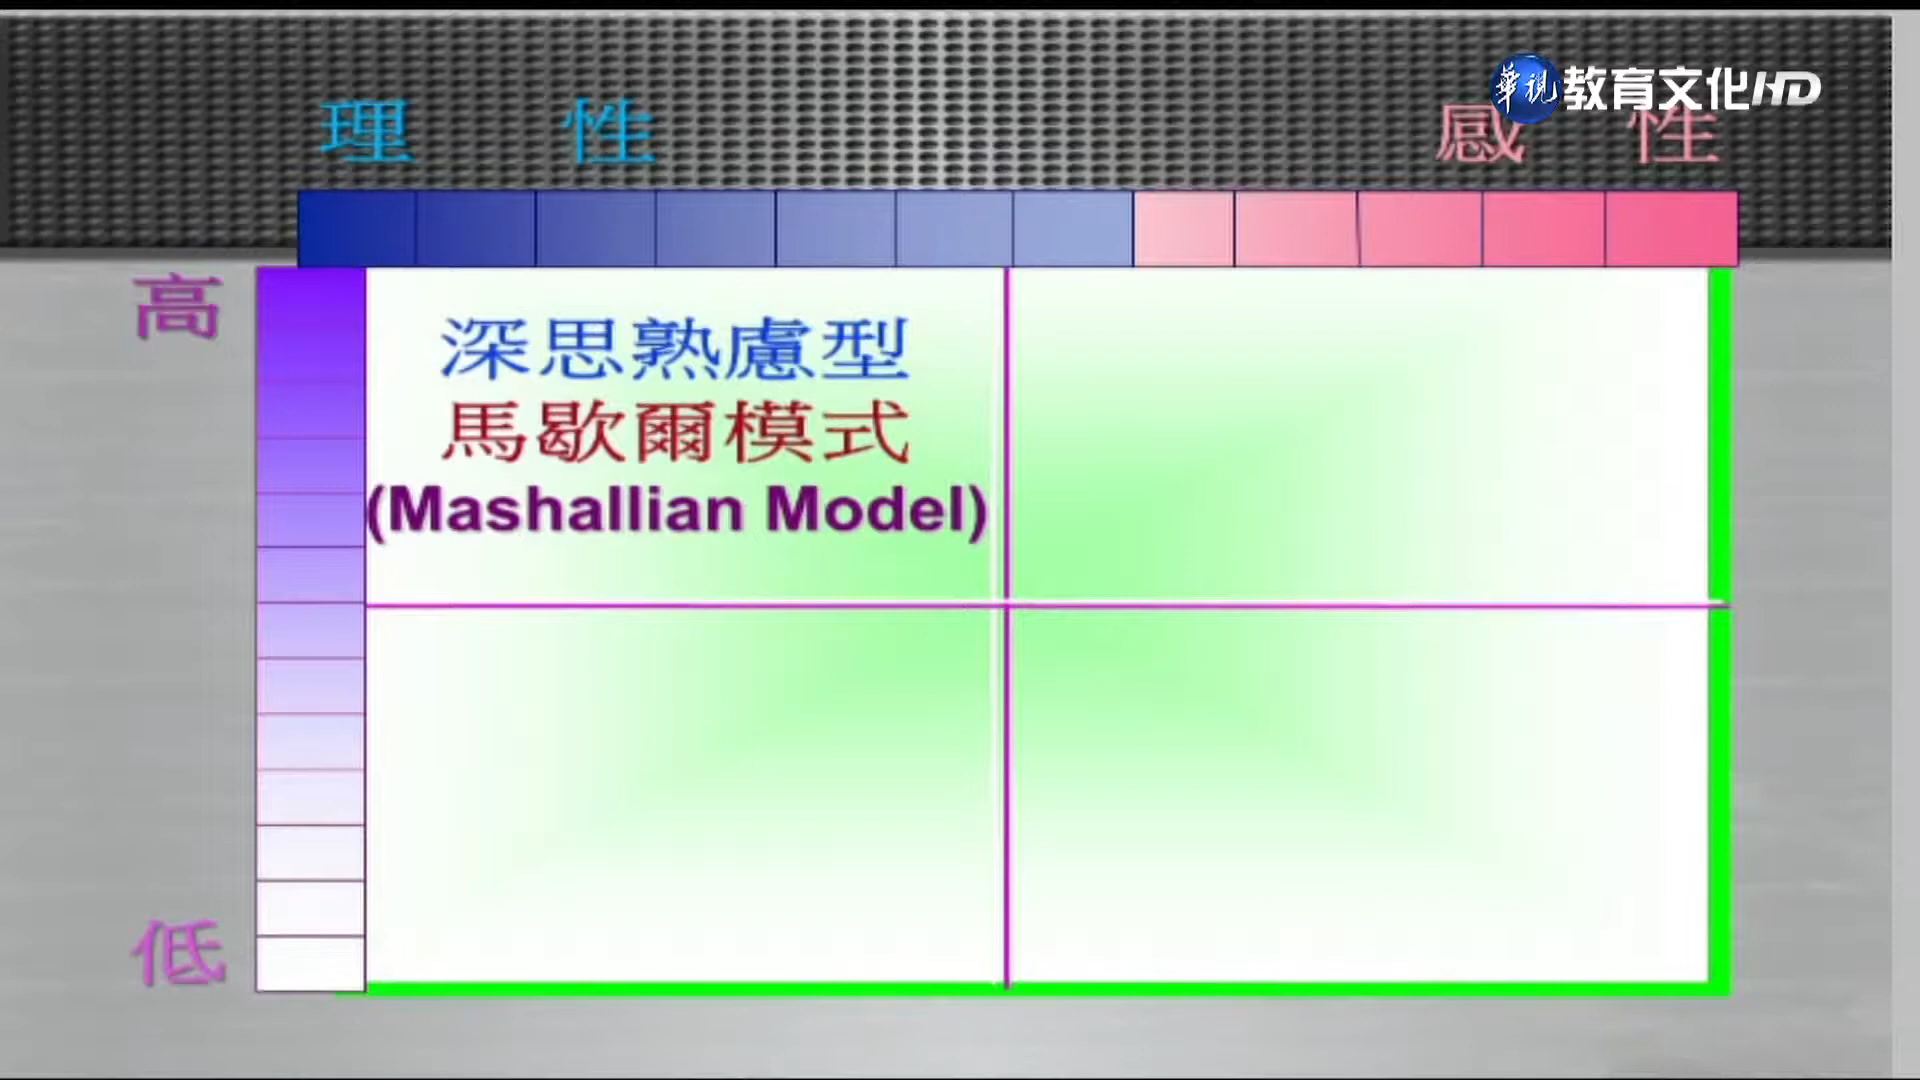 華視 教育文化HD
理 性
感 性
高
深思熟慮型
馬歇爾模式
(Mashallian Model)
低